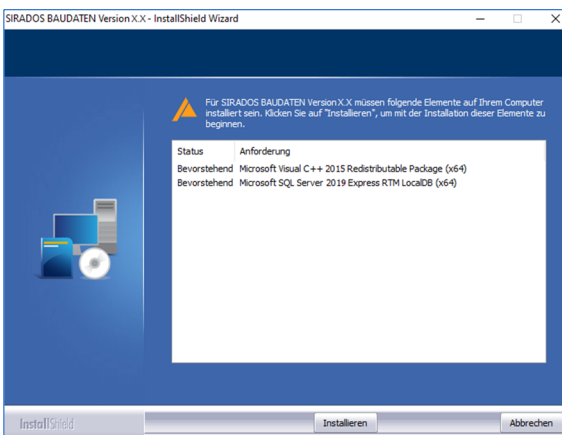 SIRADOS BAUDATEN Version X.X - InstallShield Wizard
Für SIRADOS BAUDATEN Version X.X müssen folgende Elemente auf Ihrem Computer
installiert sein. Klicken Sie auf "Installieren", um mit der Installation dieser Elemente zu
beginnen.
Status Anforderung
Bevorstehend Microsoft Visual C++ 2015 Redistributable Package (x64)
Bevorstehend Microsoft SQL Server 2019 Express RTM LocalDB (x64)
InstallShield
Installieren Abbrechen